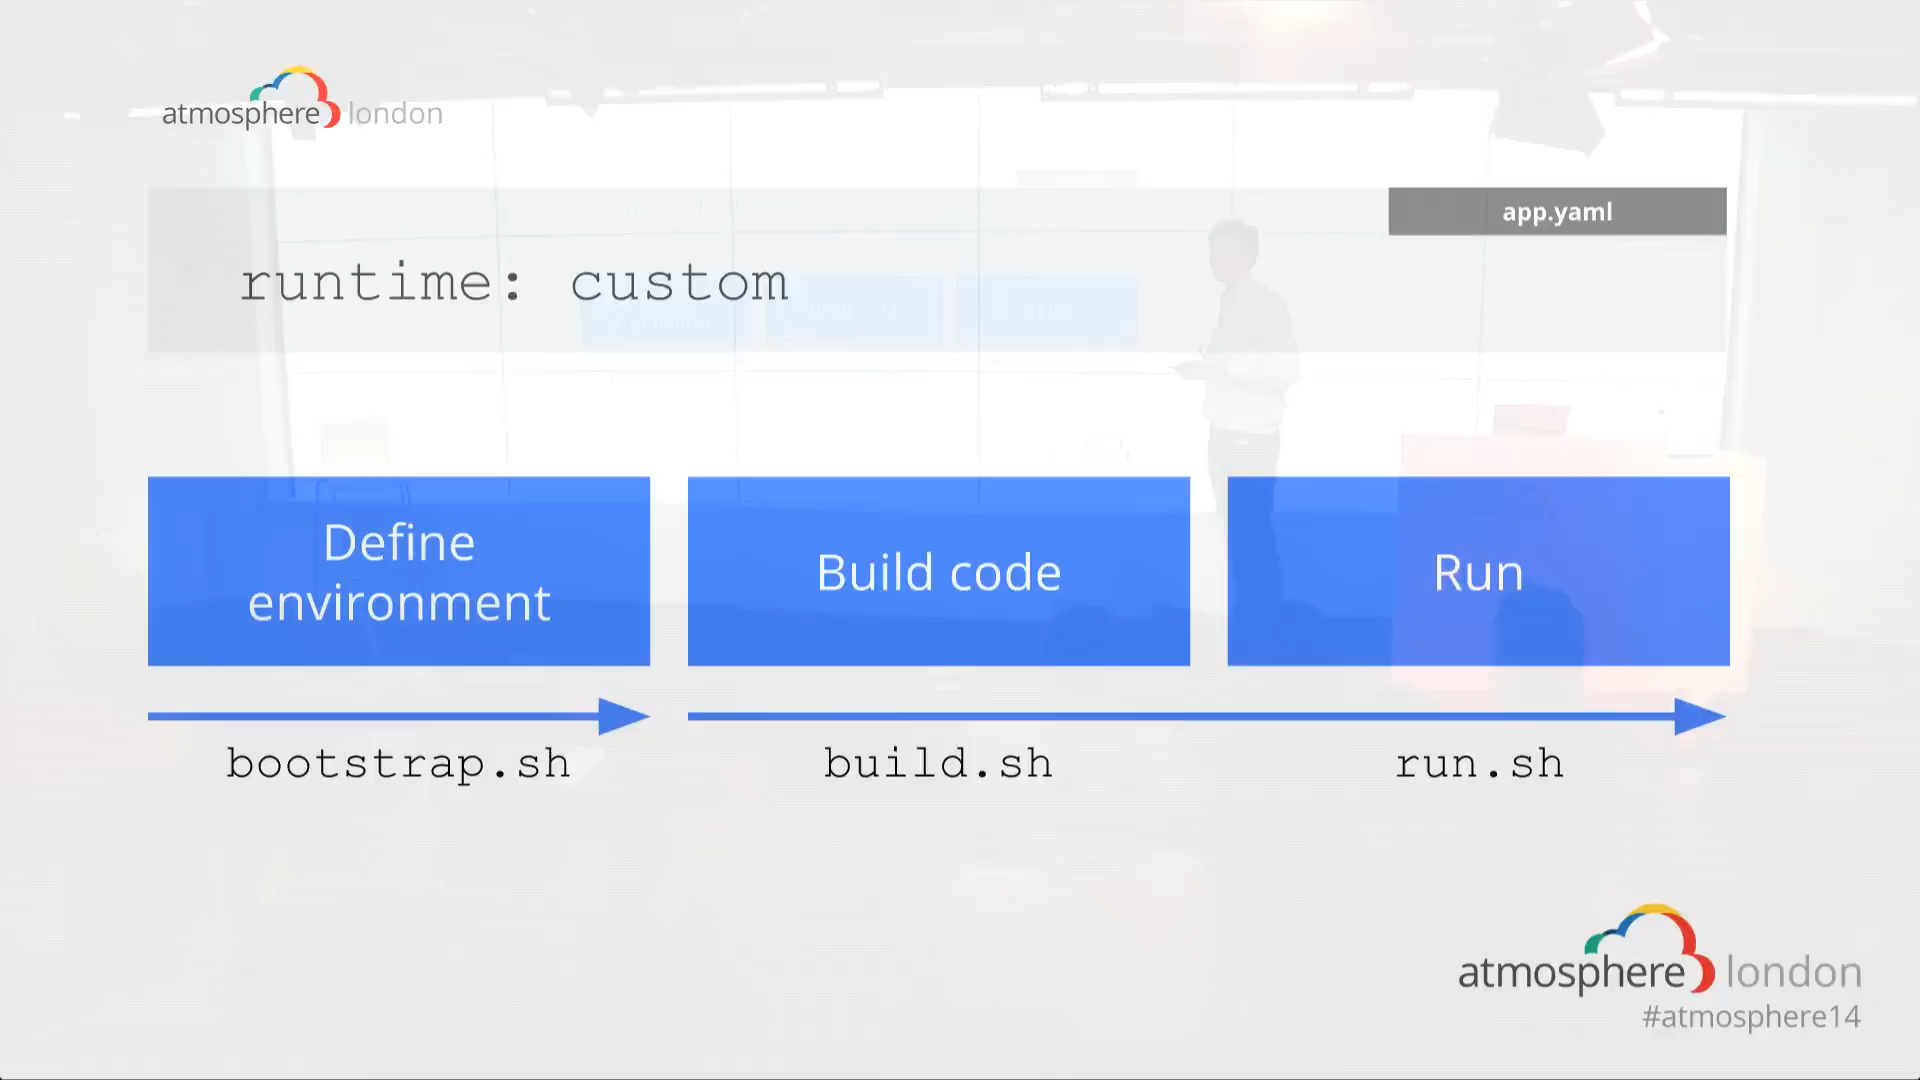 atmosphere london
app.yaml
runtime: custom
Define
environment
Build code
Run
bootstrap.sh
build.sh
run.sh
atmosphere london
#atmosphere14